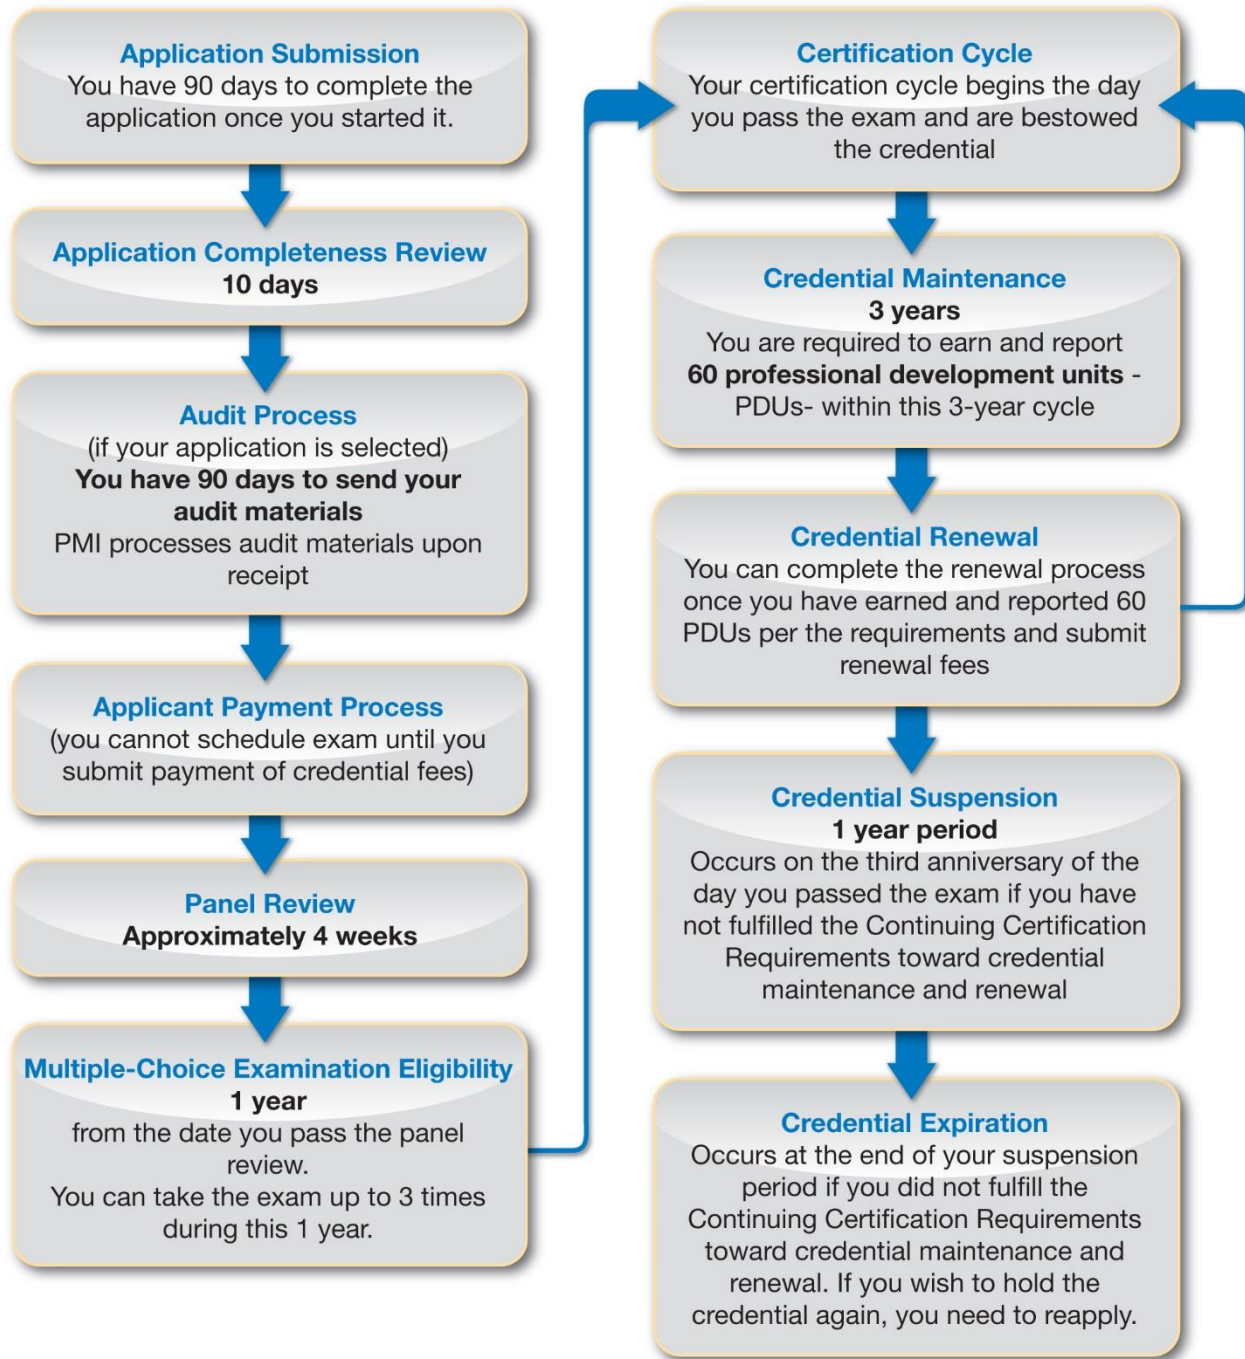 Application Submission
You have 90 days to complete the
application once you started it.
Application Completeness Review
10 days
Audit Process
(if your application is selected)
You have 90 days to send your
audit materials
PMI processes audit materials upon
receipt
Applicant Payment Process
(you cannot schedule exam until you
submit payment of credential fees)
Panel Review
Approximately 4 weeks
Multiple-Choice Examination Eligibility
1 year
from the date you pass the panel
review.
You can take the exam up to 3 times
during this 1 year.
Certification Cycle
Your certification cycle begins the day
you pass the exam and are bestowed
the credential
Credential Maintenance
3 years
You are required to earn and report
60 professional development units -
PDUs- within this 3-year cycle
Credential Renewal
You can complete the renewal process
once you have earned and reported 60
PDUs per the requirements and submit
renewal fees
Credential Suspension
1 year period
Occurs on the third anniversary of the
day you passed the exam if you have
not fulfilled the Continuing Certification
Requirements toward credential
maintenance and renewal
Credential Expiration
Occurs at the end of your suspension
period if you did not fulfill the
Continuing Certification Requirements
toward credential maintenance and
renewal. If you wish to hold the
credential again, you need to reapply.